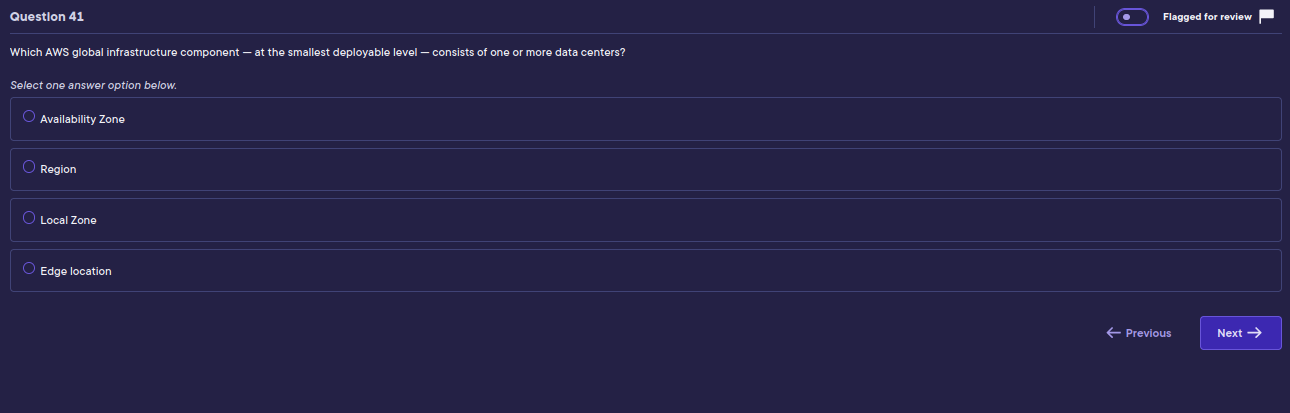 Question 41
Flagged for review
Which AWS global infrastructure component — at the smallest deployable level — consists of one or more data centers?
Select one answer option below.
Availability Zone
Region
Local Zone
Edge location
Previous
Next